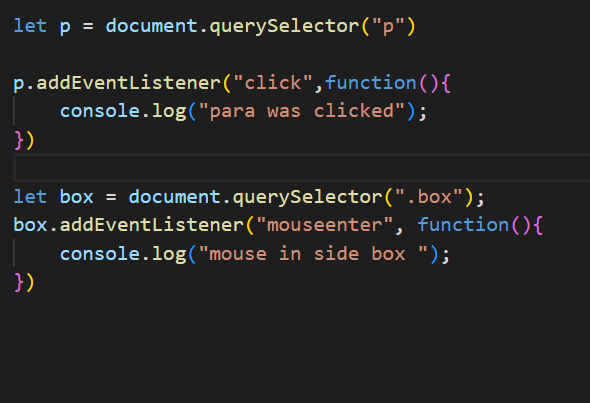 let p = document.querySelector("p")
p.addEventListener("click",function(){
    console.log("para was clicked");
})
let box = document.querySelector(".box");
box.addEventListener("mouseenter", function(){
    console.log("mouse in side box ");
})